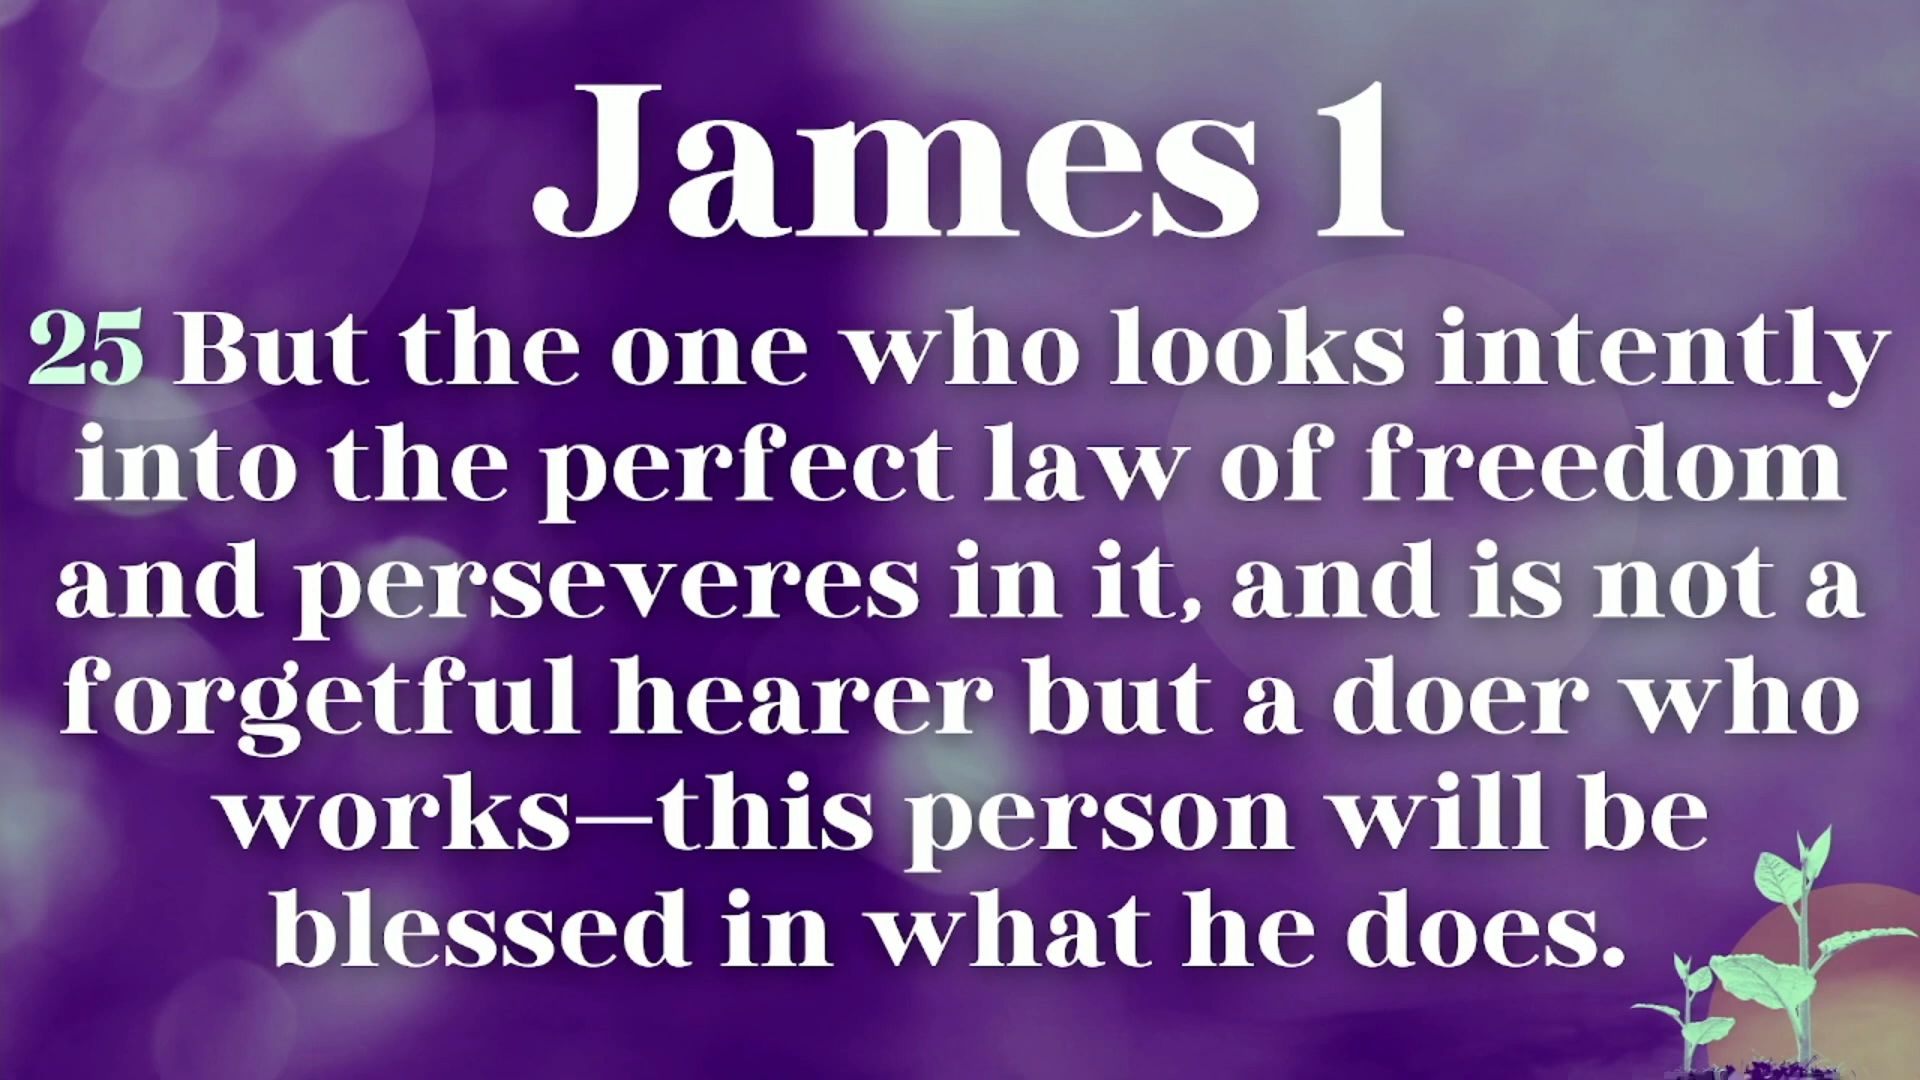 James 1
25 But the one who looks intently
into the perfect law of freedom
and perseveres in it, and is not a
forgetful hearer but a doer who
works—this person will be
blessed in what he does.